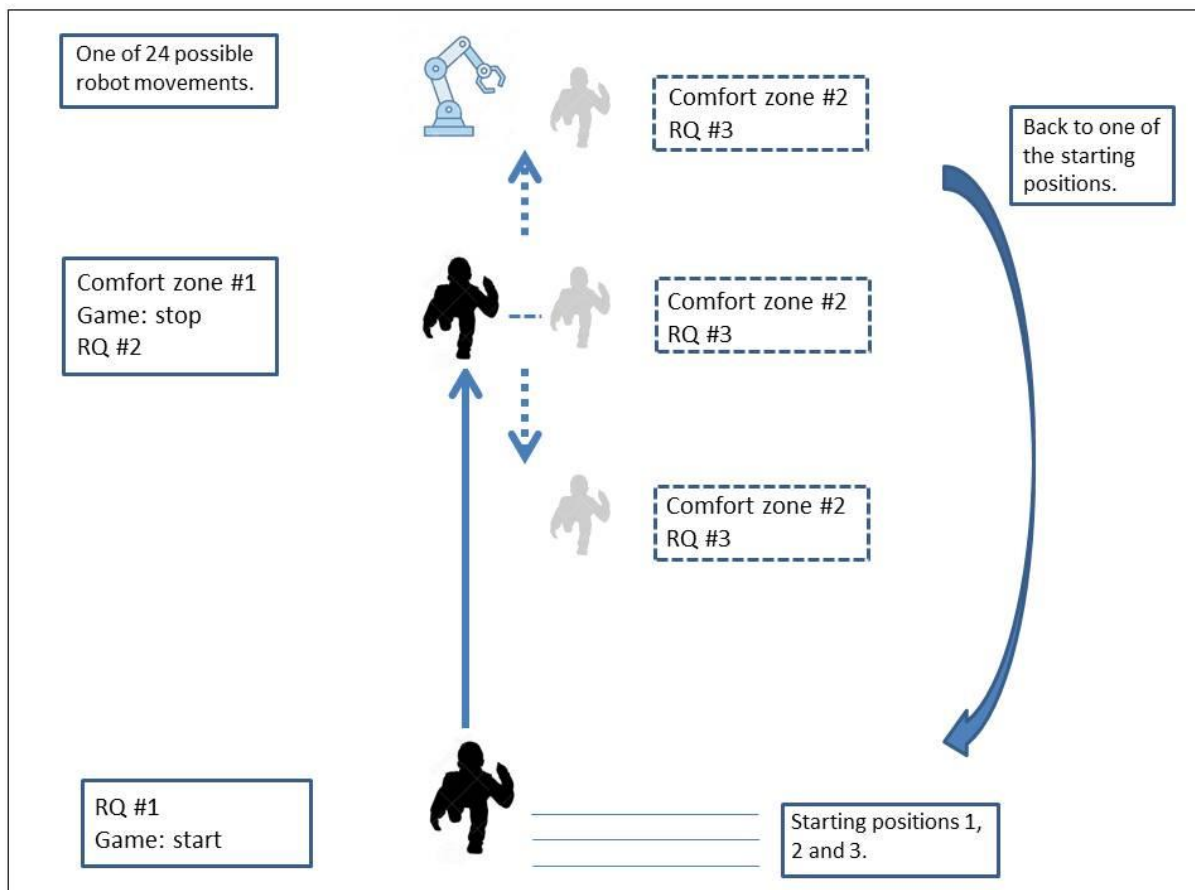 One of 24 possible
robot movements.
Comfort zone #2
RQ #3
Back to one of
the starting
positions.
Comfort zone #1
Game: stop
RQ #2
Comfort zone #2
RQ #3
Comfort zone #2
RQ #3
RQ #1
Game: start
Starting positions 1,
2 and 3.